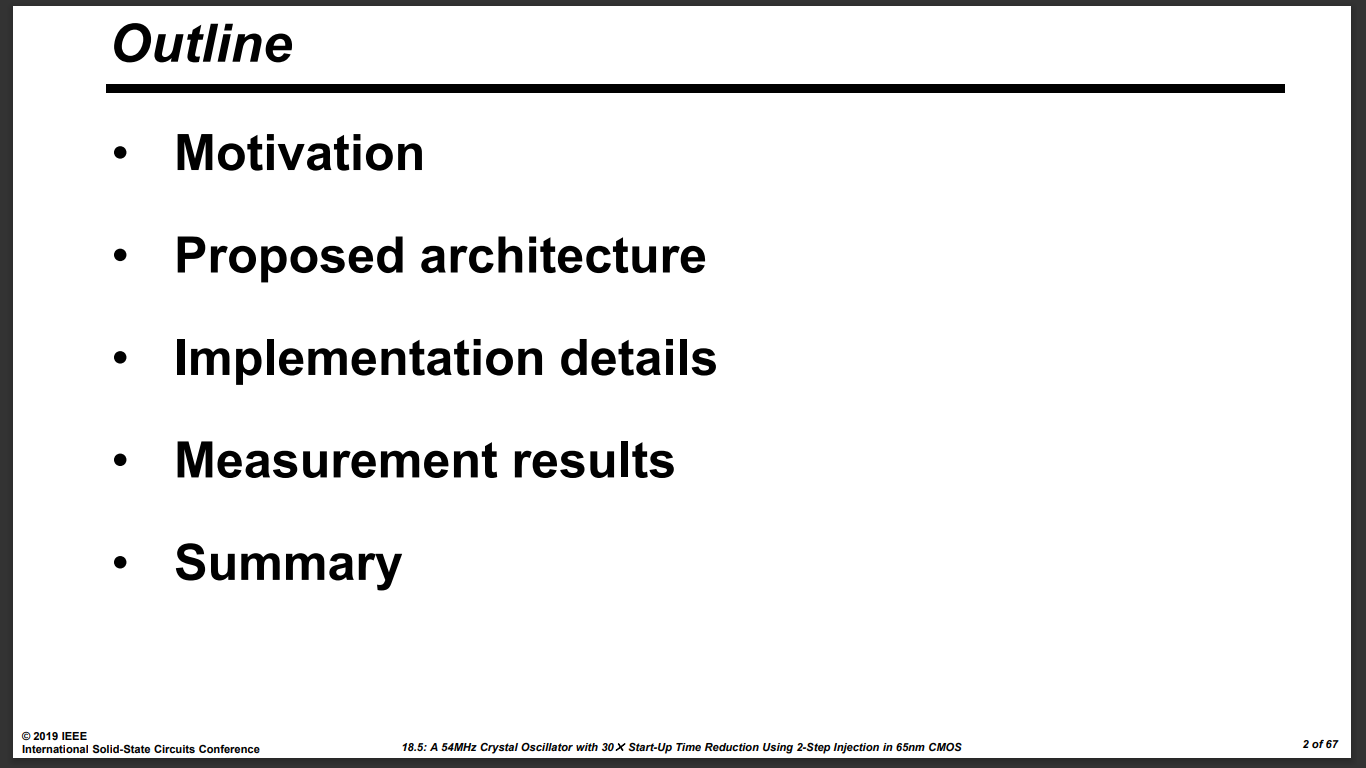 Outline
• Motivation
• Proposed architecture
• Implementation details
• Measurement results
• Summary
© 2019 IEEE
International Solid-State Circuits Conference
18.5: A 54MHz Crystal Oscillator with 30✕ Start-Up Time Reduction Using 2-Step Injection in 65nm CMOS
2 of 67